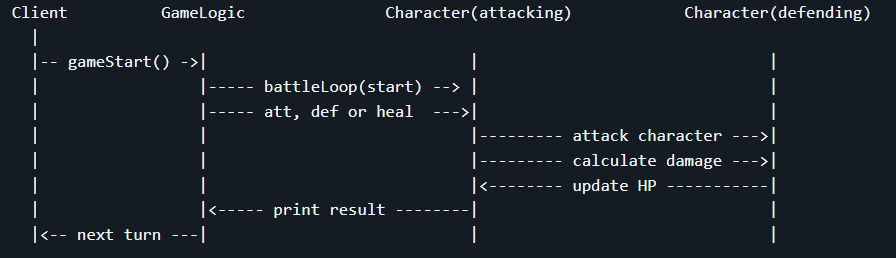 Client GameLogic Character(attacking) Character(defending)
|
|-- gameStart() ->| | |
| |----- battleLoop(start) --> | |
| |----- att, def or heal --->| |
| | |--------- attack character --->|
| | |--------- calculate damage --->|
| | |<-------- update HP -----------|
| |<----- print result --------| |
|<-- next turn ---| | |